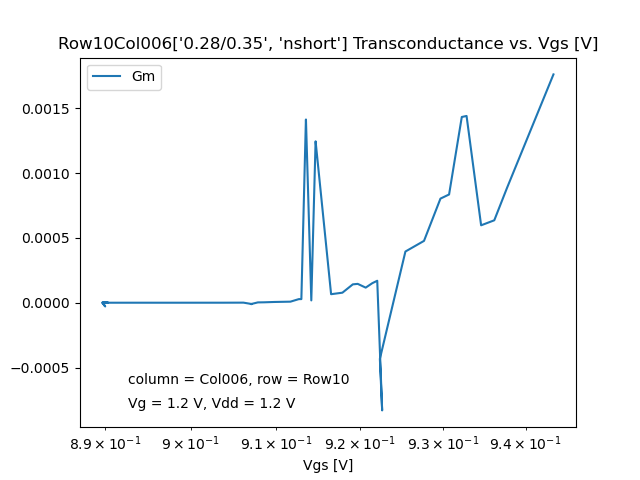 Row10Col006['0.28/0.35', 'nshort'] Transconductance vs. Vgs [V]
Gm
0.0015
0.0010
0.0005
0.0000
−0.0005
column = Col006, row = Row10
Vg = 1.2 V, Vdd = 1.2 V
8.9 × 10⁻¹ 9 × 10⁻¹ 9.1 × 10⁻¹ 9.2 × 10⁻¹ 9.3 × 10⁻¹ 9.4 × 10⁻¹
Vgs [V]